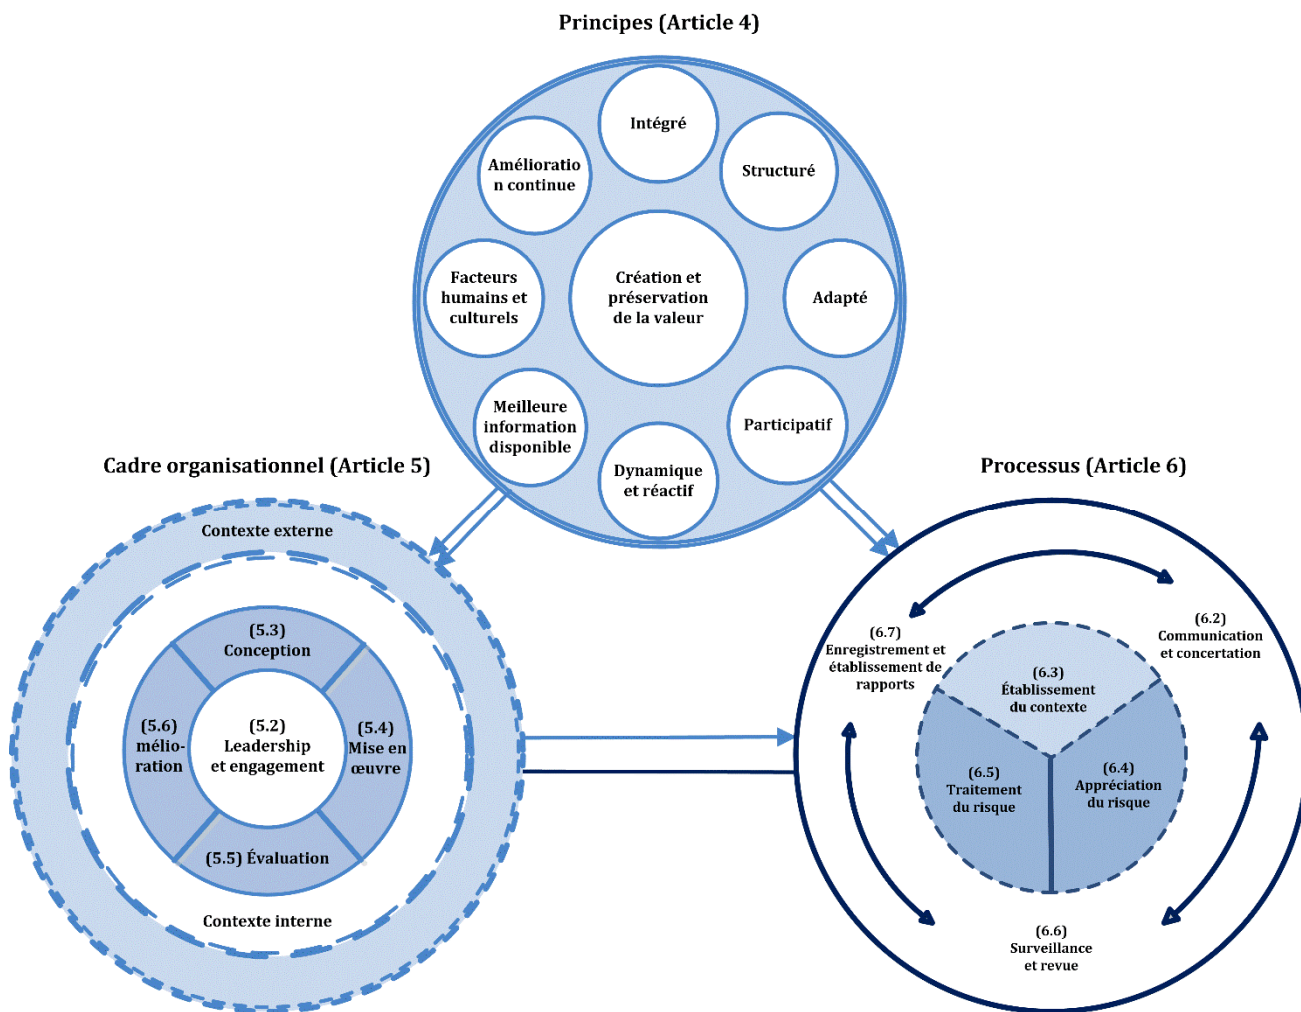 Principes (Article 4)
Intégré
Structuré
Adapté
Participatif
Dynamique
et réactif
Meilleure
information
disponible
Facteurs
humains et
culturels
Amélioratio
n continue
Création et
préservation
de la valeur
Cadre organisationnel (Article 5)
Contexte externe
(5.3)
Conception
(5.6)
mélio-
ration
(5.2)
Leadership
et engagement
(5.4)
Mise en
œuvre
(5.5) Évaluation
Contexte interne
Processus (Article 6)
(6.7)
Enregistrement et
établissement de
rapports
(6.2)
Communication
et concertation
(6.3)
Établissement
du contexte
(6.5)
Traitement
du risque
(6.4)
Appréciation
du risque
(6.6)
Surveillance
et revue